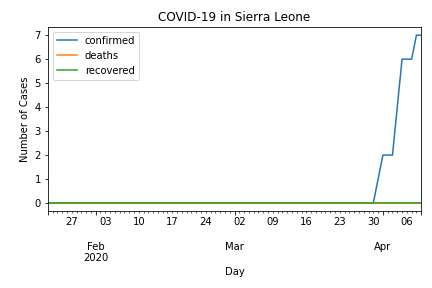 COVID-19 in Sierra Leone
confirmed
deaths
recovered
Number of Cases
7
6
5
4
3
2
1
0
27 03 10 17 24 02 09 16 23 30 06
Feb Mar Apr
2020
Day